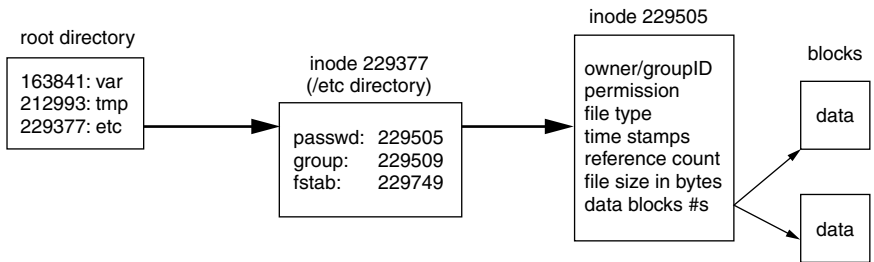 root directory
163841: var
212993: tmp
229377: etc
inode 229377
(/etc directory)
passwd: 229505
group: 229509
fstab: 229749
inode 229505
owner/groupID
permission
file type
time stamps
reference count
file size in bytes
data blocks #s
blocks
data
data